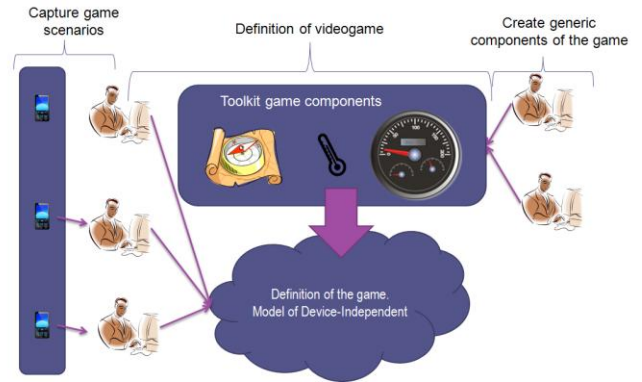 Capture game
scenarios
Definition of videogame
Create generic
components of the game
Toolkit game components
Definition of the game.
Model of Device-Independent